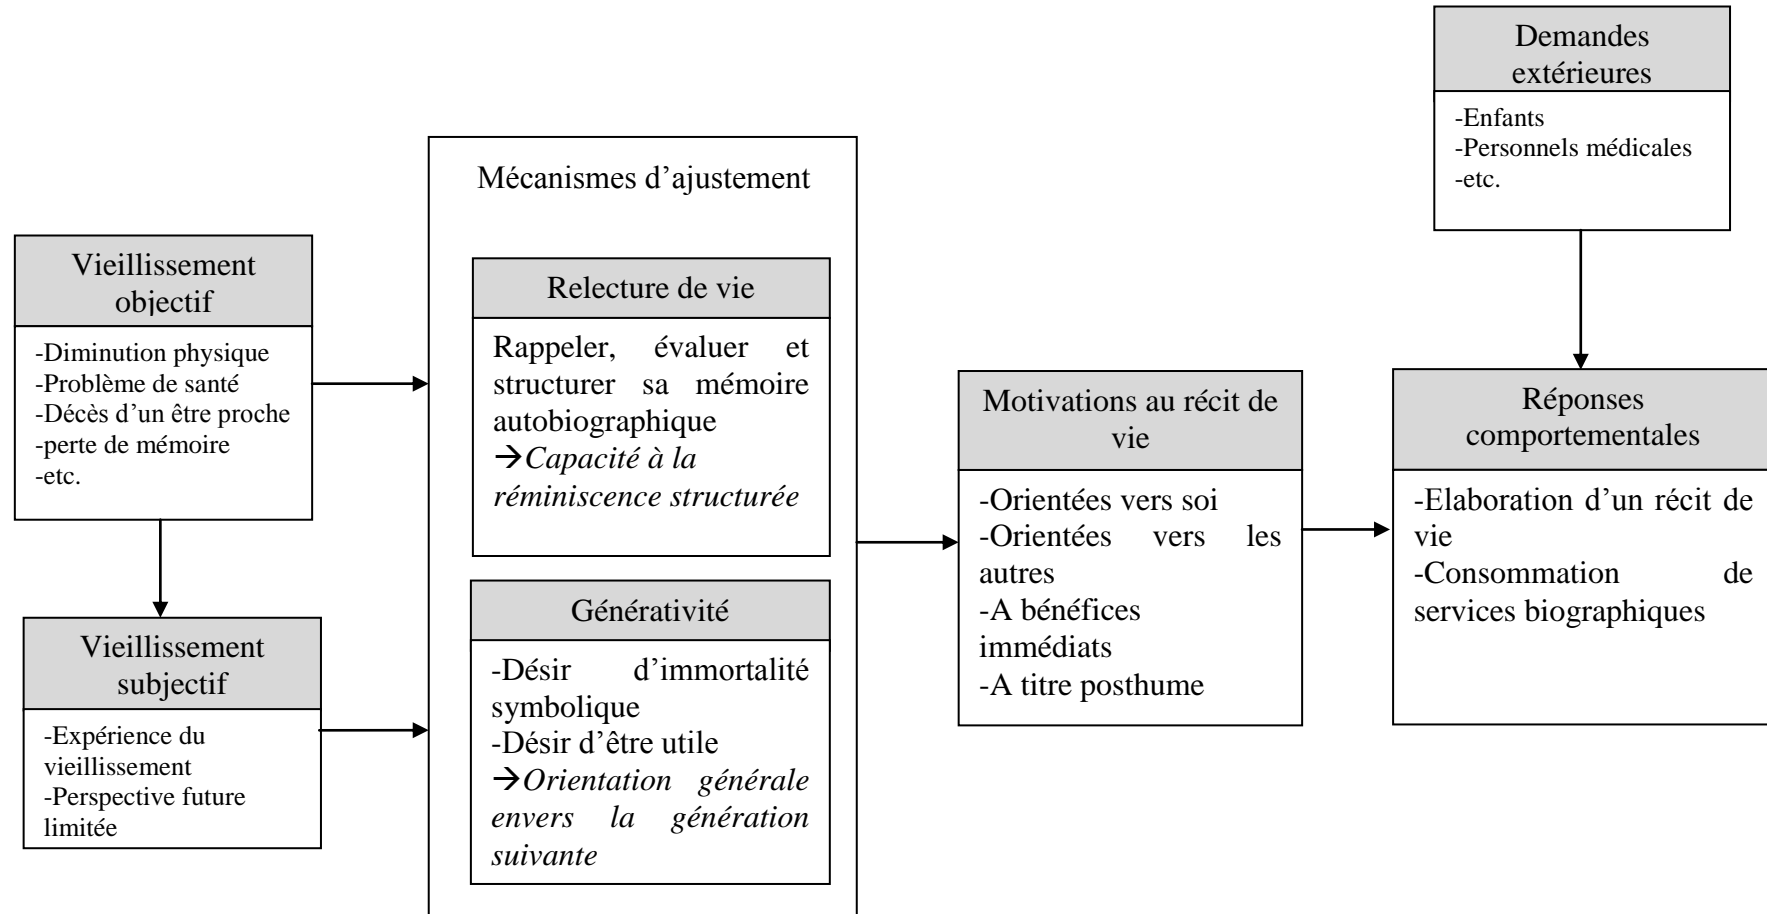 Demandes
extérieures
-Enfants
-Personnels médicales
-etc.
Mécanismes d’ajustement
Vieillissement
objectif
-Diminution physique
-Problème de santé
-Décès d’un être proche
-perte de mémoire
-etc.
Relecture de vie
Rappeler, évaluer et
structurer sa mémoire
autobiographique
→Capacité à la
réminiscence structurée
Motivations au récit de
vie
-Orientées vers soi
-Orientées vers les
autres
-A bénéfices
immédiats
-A titre posthume
Réponses
comportementales
-Elaboration d’un récit de
vie
-Consommation de
services biographiques
Vieillissement
subjectif
-Expérience du
vieillissement
-Perspective future
limitée
Générativité
-Désir d’immortalité
symbolique
-Désir d’être utile
→Orientation générale
envers la génération
suivante